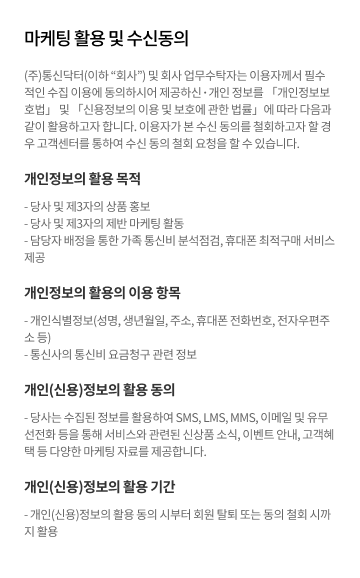 마케팅 활용 및 수신동의
(주)통신닥터(이하 “회사”) 및 회사 업무수탁자는 이용자께서 필수
적인 수집 이용에 동의하시어 제공하신·개인 정보를 「개인정보보
호법」 및 「신용정보의 이용 및 보호에 관한 법률」에 따라 다음과
같이 활용하고자 합니다. 이용자가 본 수신 동의를 철회하고자 할 경
우 고객센터를 통하여 수신 동의 철회 요청을 할 수 있습니다.
개인정보의 활용 목적
- 당사 및 제3자의 상품 홍보
- 당사 및 제3자의 제반 마케팅 활동
- 담당자 배정을 통한 가족 통신비 분석점검, 휴대폰 최적구매 서비스
제공
개인정보의 활용의 이용 항목
- 개인식별정보(성명, 생년월일, 주소, 휴대폰 전화번호, 전자우편주
소 등)
- 통신사의 통신비 요금청구 관련 정보
개인(신용)정보의 활용 동의
- 당사는 수집된 정보를 활용하여 SMS, LMS, MMS, 이메일 및 유무
선전화 등을 통해 서비스와 관련된 신상품 소식, 이벤트 안내, 고객혜
택 등 다양한 마케팅 자료를 제공합니다.
개인(신용)정보의 활용 기간
- 개인(신용)정보의 활용 동의 시부터 회원 탈퇴 또는 동의 철회 시까
지 활용